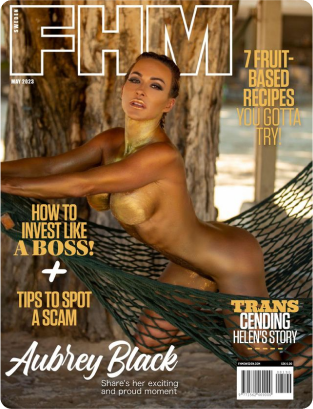 SWEDEN
FHM
MAY 2023
7 FRUIT-
BASED
RECIPES
YOU GOTTA
TRY!
HOW TO
INVEST LIKE
A BOSS!
+
TIPS TO SPOT
A SCAM
TRANS
CENDING
HELEN'S STORY
Aubrey Black
Share's her exciting
and proud moment